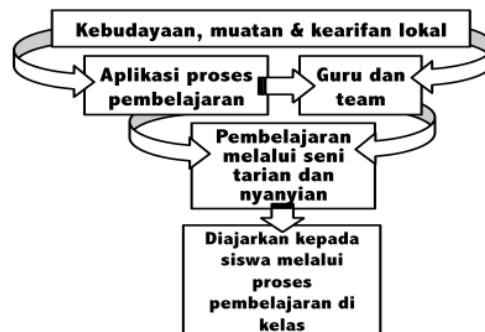 Kebudayaan, muatan & kearifan lokal
Aplikasi proses
pembelajaran
Guru dan
team
Pembelajaran
melalui seni
tarian dan
nyanyian
Diajarkan kepada
siswa melalui
proses
pembelajaran di
kelas